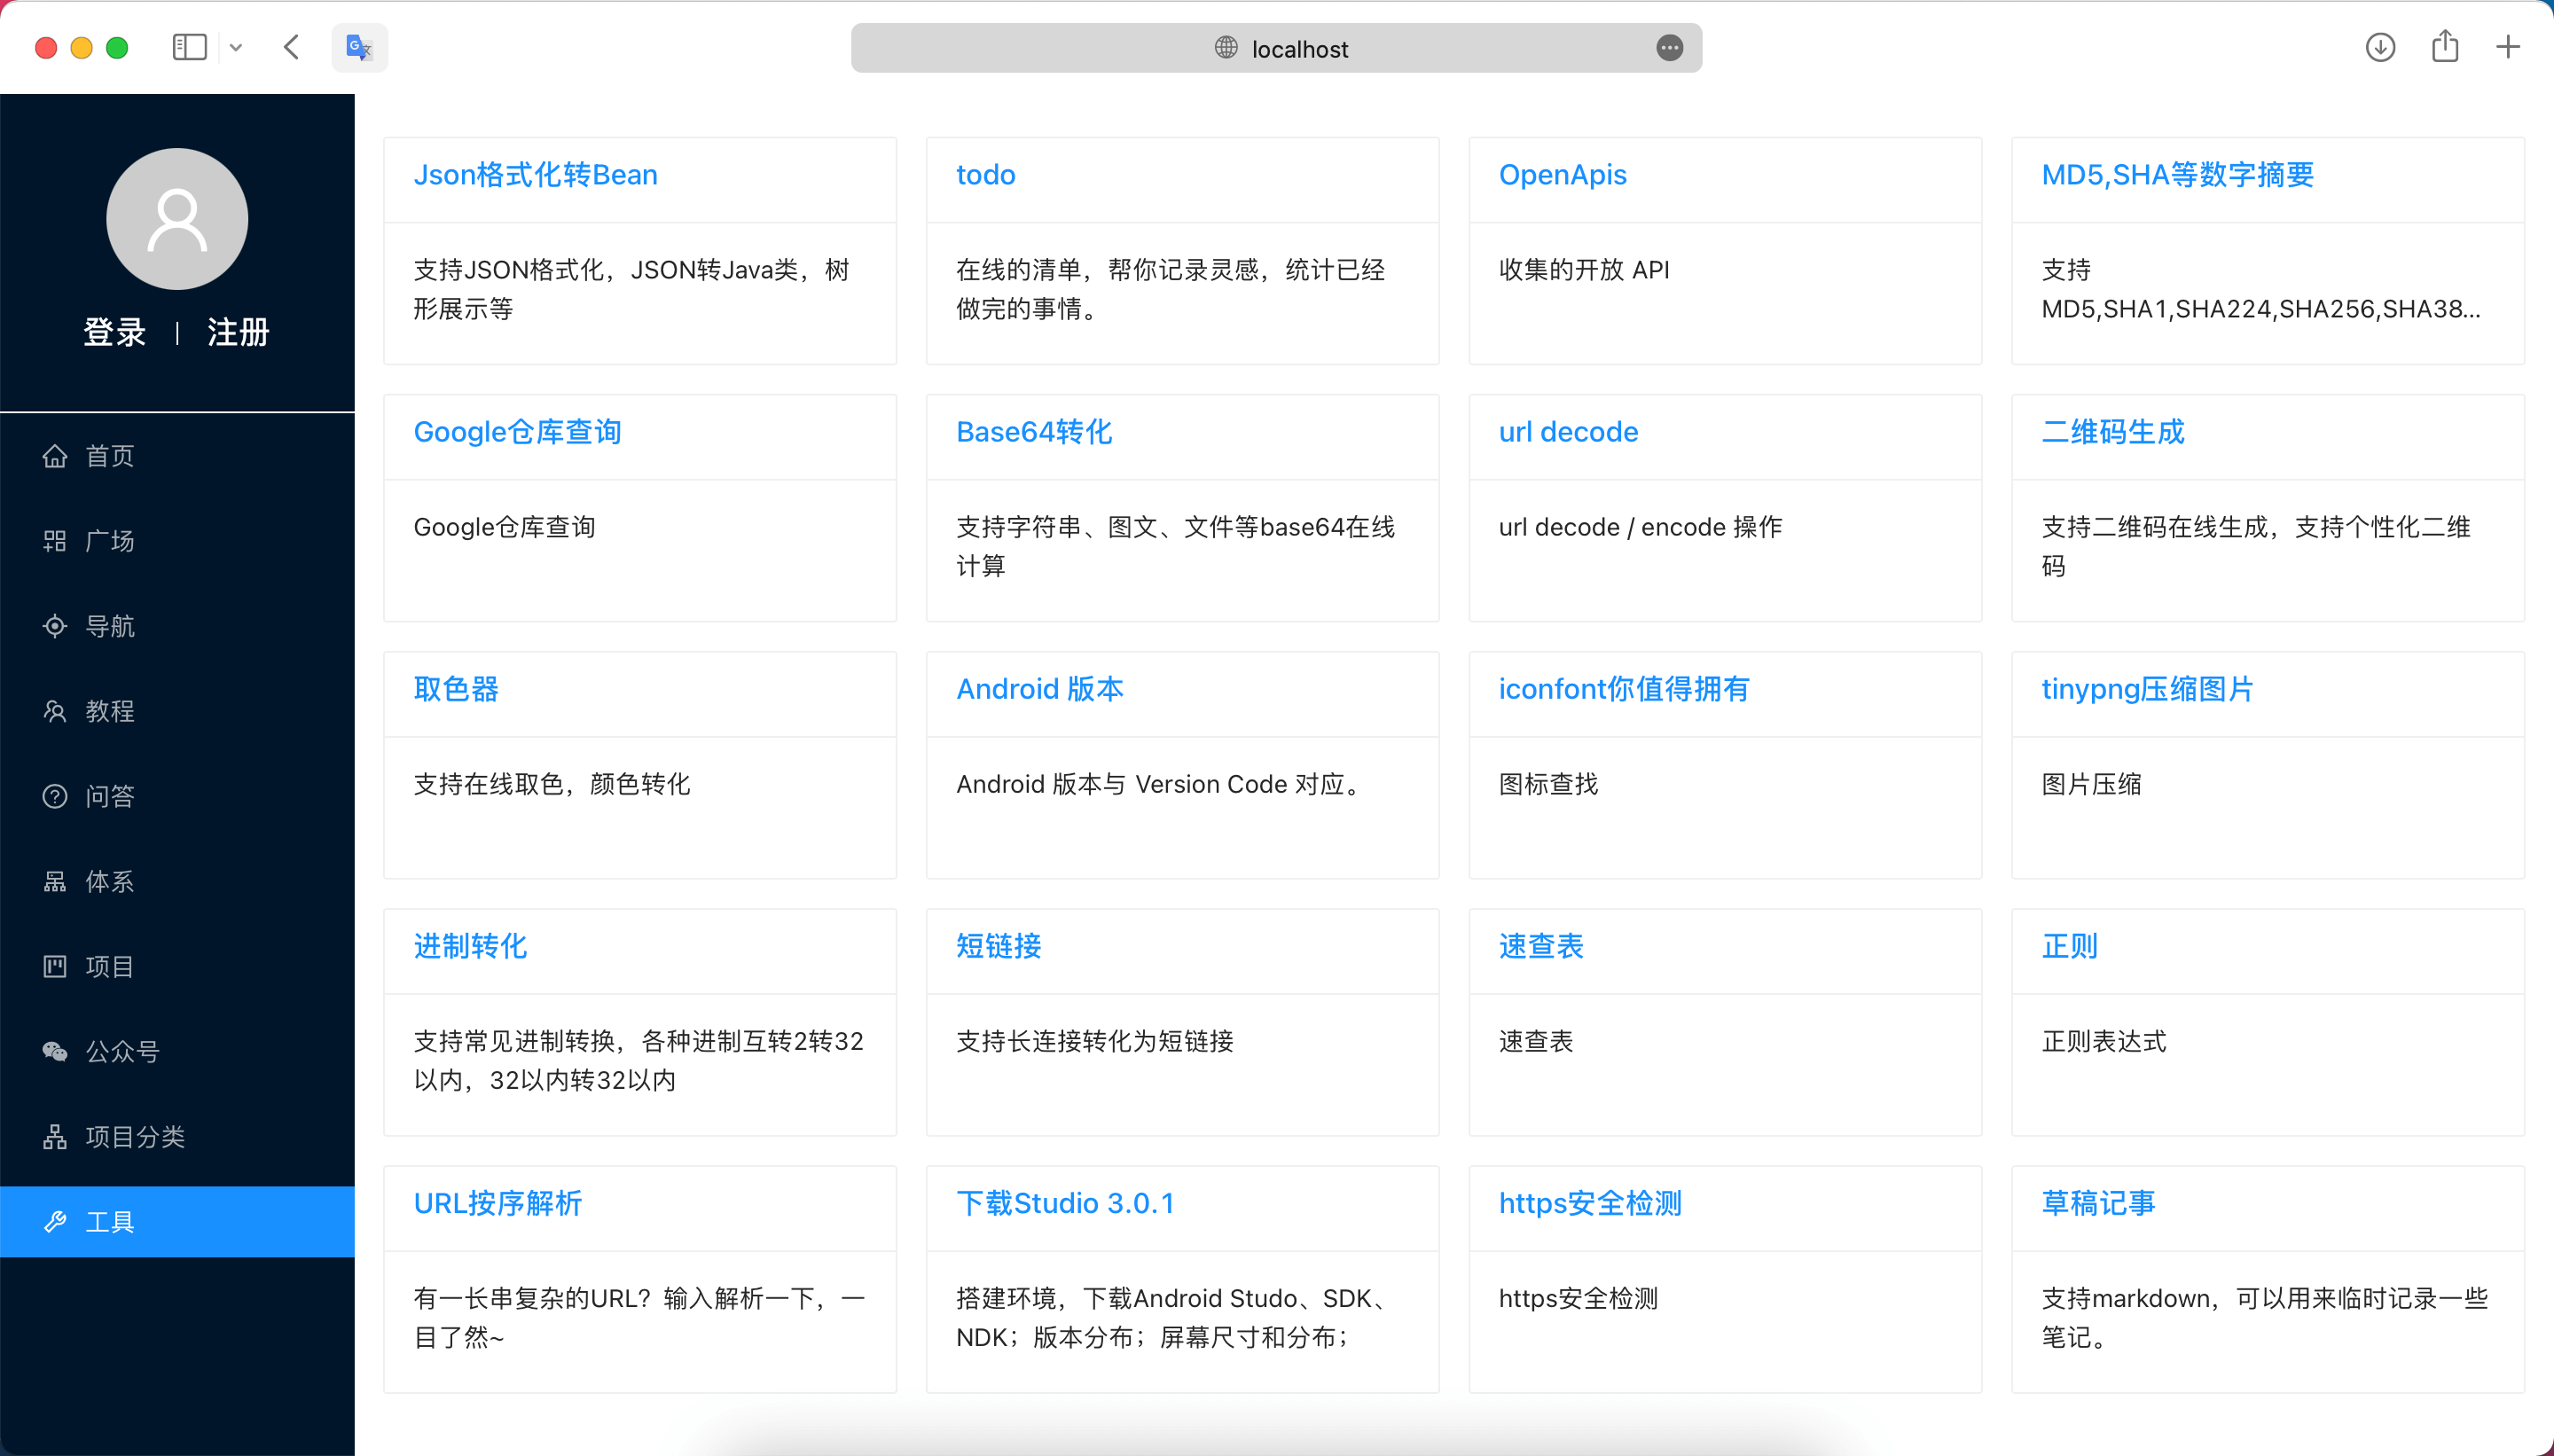 localhost
登录 | 注册
首页
广场
导航
教程
问答
体系
项目
公众号
项目分类
工具
Json格式化转Bean
支持JSON格式化，JSON转Java类，树
形展示等
todo
在线的清单，帮你记录灵感，统计已经
做完的事情。
OpenApis
收集的开放 API
MD5,SHA等数字摘要
支持
MD5,SHA1,SHA224,SHA256,SHA38...
Google仓库查询
Google仓库查询
Base64转化
支持字符串、图文、文件等base64在线
计算
url decode
url decode / encode 操作
二维码生成
支持二维码在线生成，支持个性化二维
码
取色器
支持在线取色，颜色转化
Android 版本
Android 版本与 Version Code 对应。
iconfont你值得拥有
图标查找
tinypng压缩图片
图片压缩
进制转化
支持常见进制转换，各种进制互转2转32
以内，32以内转32以内
短链接
支持长连接转化为短链接
速查表
速查表
正则
正则表达式
URL按序解析
有一长串复杂的URL？输入解析一下，一
目了然~
下载Studio 3.0.1
搭建环境，下载Android Studo、SDK、
NDK；版本分布；屏幕尺寸和分布；
https安全检测
https安全检测
草稿记事
支持markdown，可以用来临时记录一些
笔记。